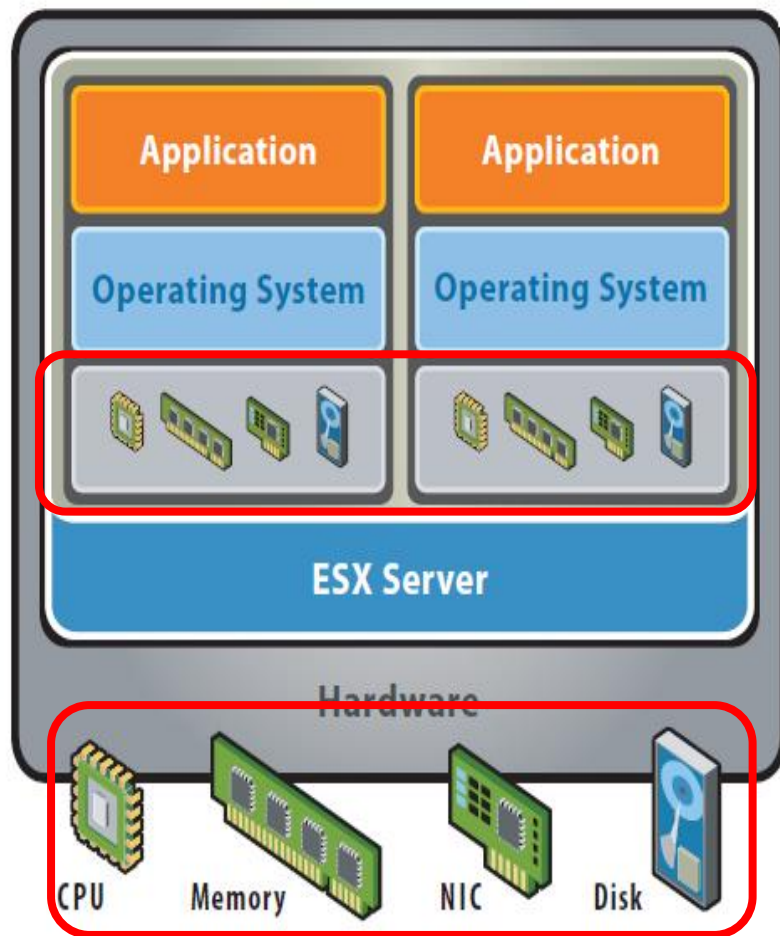 Application Application
Operating System Operating System
ESX Server
Hardware
CPU Memory NIC Disk